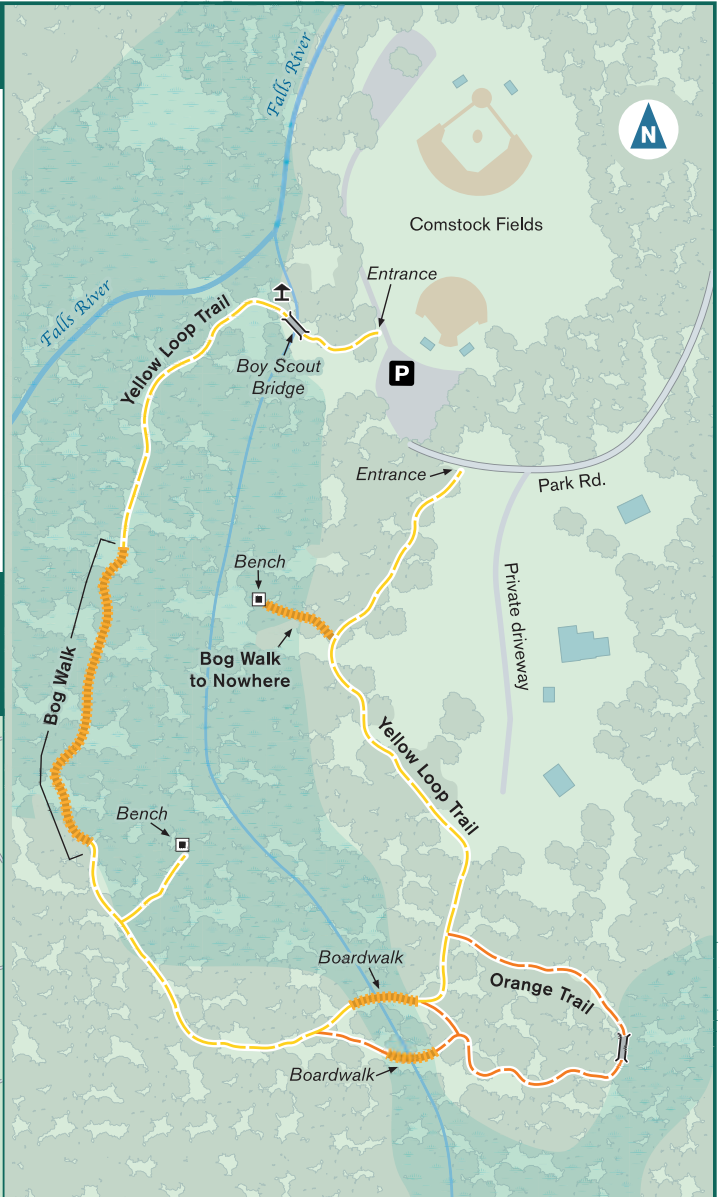 Falls River
N
Comstock Fields
Entrance
Falls River
Yellow Loop Trail
Boy Scout
Bridge
P
Entrance
Park Rd.
Bench
Private driveway
Bog Walk
to Nowhere
Bog Walk
Yellow Loop Trail
Bench
Boardwalk
Orange Trail
Boardwalk